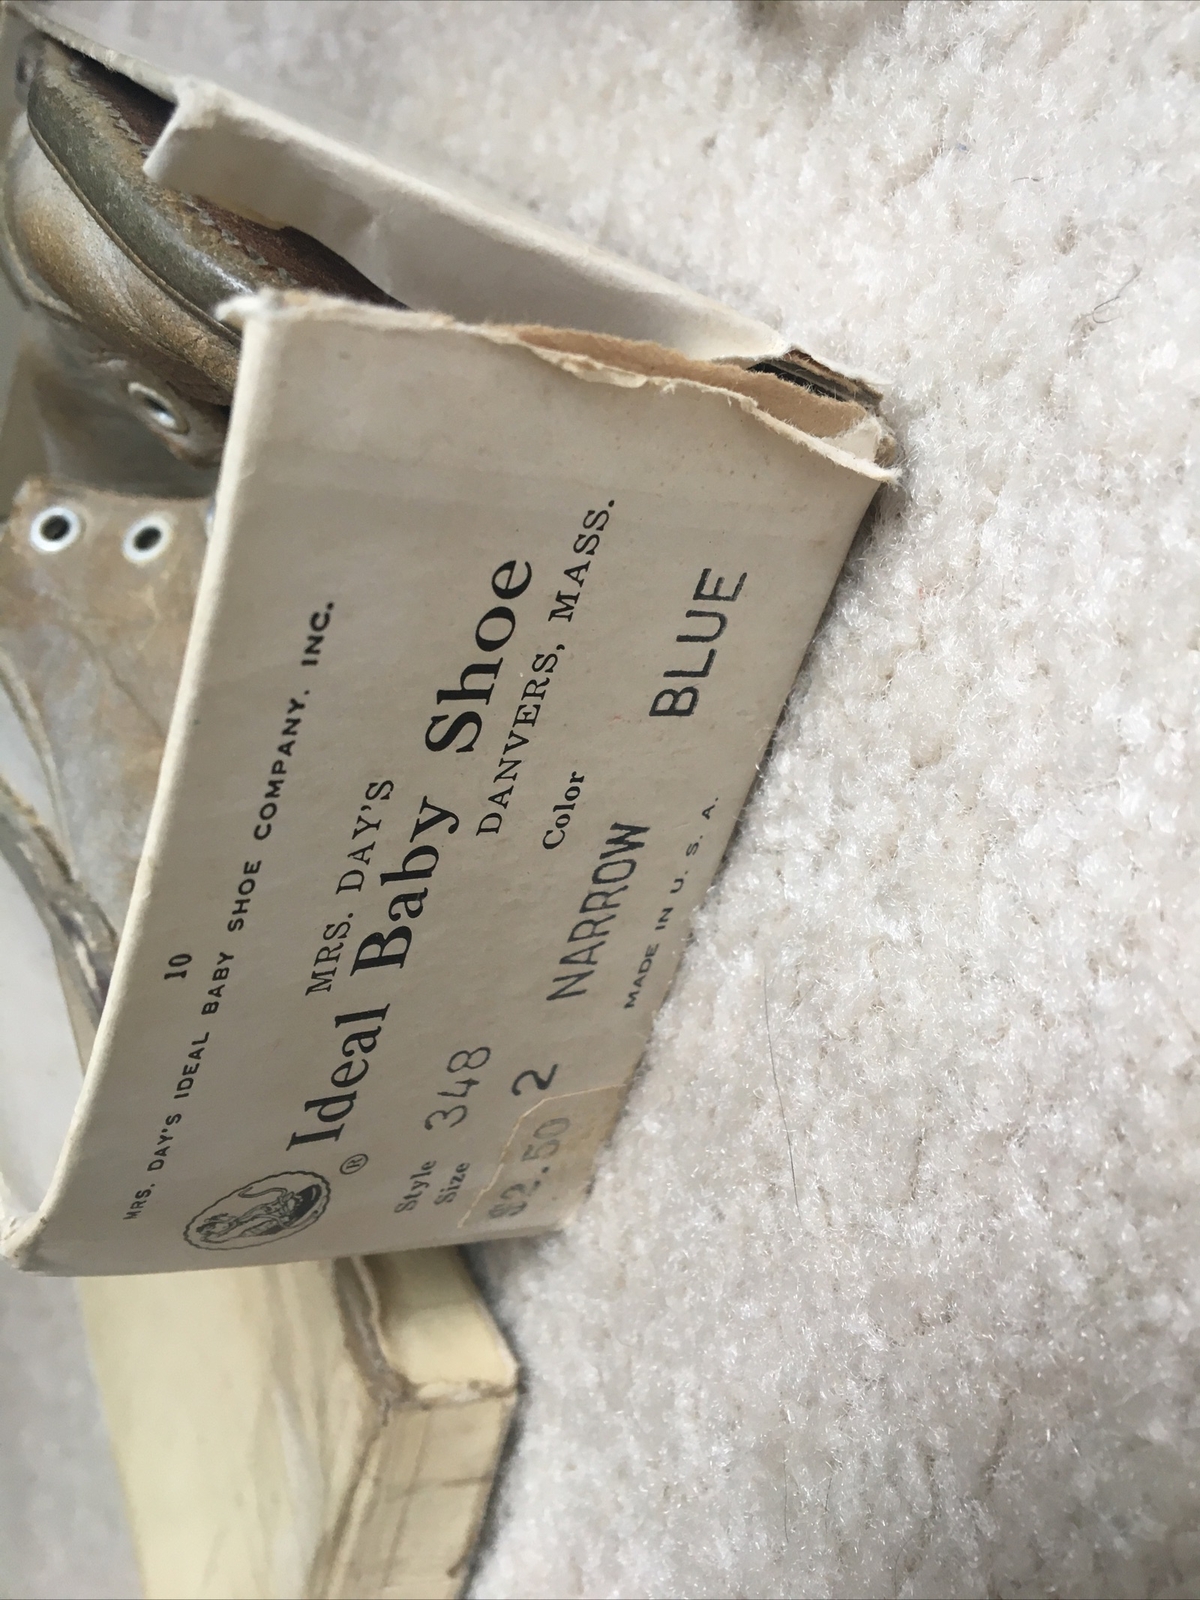 10
MRS. DAY'S IDEAL BABY SHOE COMPANY. INC.
MRS. DAY'S
® Ideal Baby Shoe
DANVERS, MASS.
Style 348 Color
Size 2 NARROW BLUE
$2.50 MADE IN U. S. A.